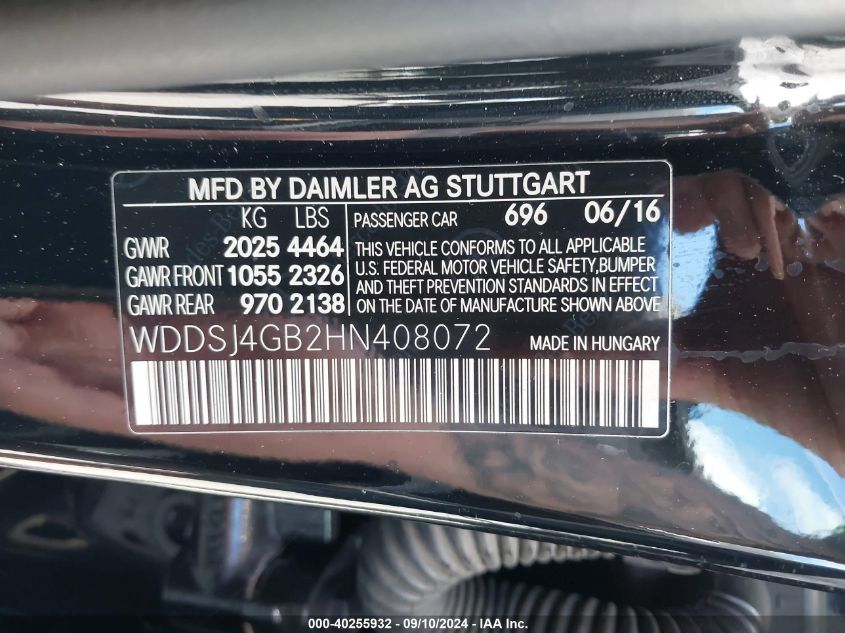 MFD BY DAIMLER AG STUTTGART
KG LBS
GWR 2025 4464
GAWR FRONT 1055 2326
GAWR REAR 970 2138
PASSENGER CAR 696 06/16
THIS VEHICLE CONFORMS TO ALL APPLICABLE
U.S. FEDERAL MOTOR VEHICLE SAFETY,BUMPER
AND THEFT PREVENTION STANDARDS IN EFFECT
ON THE DATE OF MANUFACTURE SHOWN ABOVE
WDDSJ4GB2HN408072 MADE IN HUNGARY
000-40255932 - 09/10/2024 - IAA Inc.